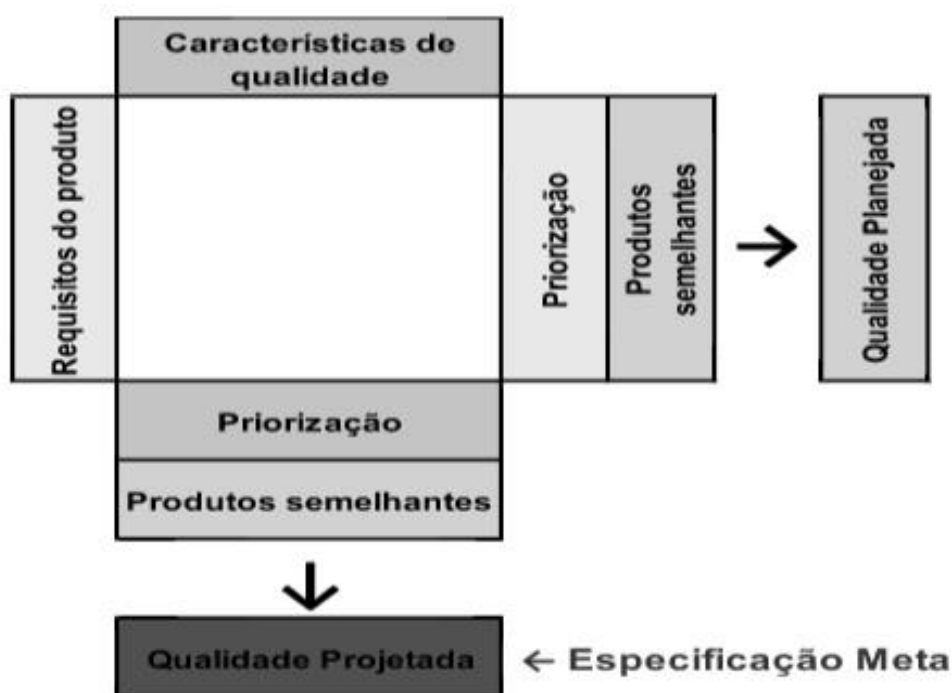 Características de
qualidade
Requisitos do produto
Priorização
Produtos
semelhantes
Qualidade Planejada
Priorização
Produtos semelhantes
Qualidade Projetada
← Especificação Meta